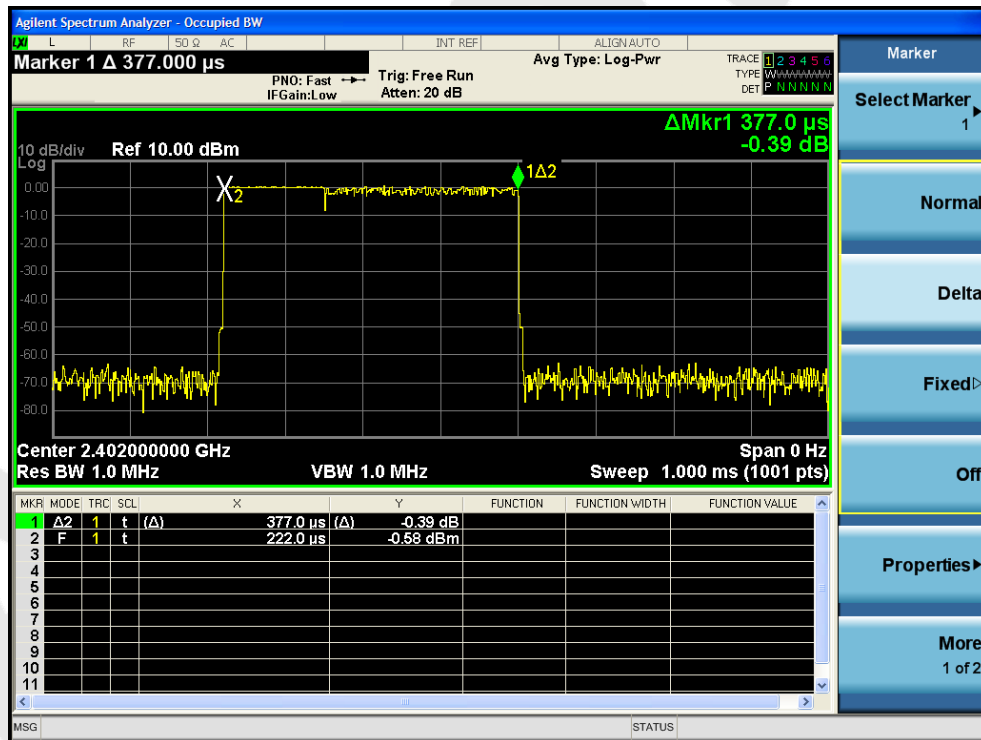 Agilent Spectrum Analyzer - Occupied BW
LXI L RF 50 Ω AC INT REF ALIGN AUTO
Marker 1 Δ 377.000 µs
PNO: Fast
IFGain:Low
Trig: Free Run
Atten: 20 dB
Avg Type: Log-Pwr
TRACE 1 2 3 4 5 6
TYPE W
DET P N N N N N
ΔMkr1 377.0 µs
-0.39 dB
10 dB/div Ref 10.00 dBm
Log
0.00
-10.0
-20.0
-30.0
-40.0
-50.0
-60.0
-70.0
-80.0
2
1Δ2
Center 2.402000000 GHz Span 0 Hz
Res BW 1.0 MHz VBW 1.0 MHz Sweep 1.000 ms (1001 pts)
MKR MODE TRC SCL X Y FUNCTION FUNCTION WIDTH FUNCTION VALUE
1 Δ2 1 t (Δ) 377.0 µs (Δ) -0.39 dB
2 F 1 t 222.0 µs -0.58 dBm
3
4
5
6
7
8
9
10
11
MSG STATUS
Marker
Select Marker
1
Normal
Delta
Fixed
Off
Properties
More
1 of 2